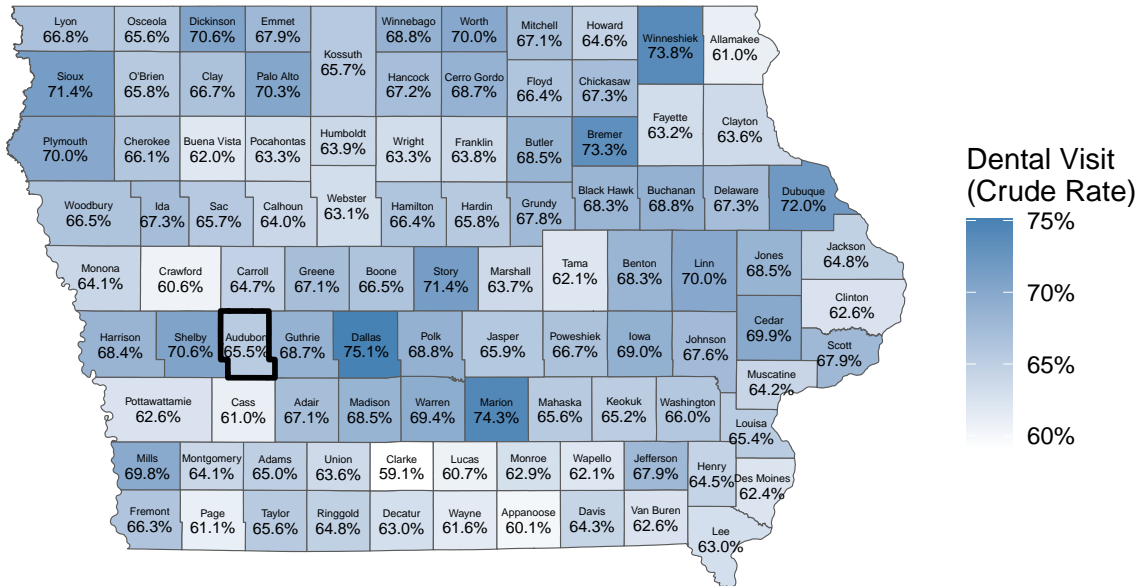 Lyon
66.8%
Osceola
65.6%
Dickinson
70.6%
Emmet
67.9%
Kossuth
65.7%
Winnebago
68.8%
Worth
70.0%
Mitchell
67.1%
Howard
64.6%
Winneshiek
73.8%
Allamakee
61.0%
Sioux
71.4%
O'Brien
65.8%
Clay
66.7%
Palo Alto
70.3%
Hancock
67.2%
Cerro Gordo
68.7%
Floyd
66.4%
Chickasaw
67.3%
Fayette
63.2%
Clayton
63.6%
Plymouth
70.0%
Cherokee
66.1%
Buena Vista
62.0%
Pocahontas
63.3%
Humboldt
63.9%
Wright
63.3%
Franklin
63.8%
Butler
68.5%
Bremer
73.3%
Woodbury
66.5%
Ida
67.3%
Sac
65.7%
Calhoun
64.0%
Webster
63.1%
Hamilton
66.4%
Hardin
65.8%
Grundy
67.8%
Black Hawk
68.3%
Buchanan
68.8%
Delaware
67.3%
Dubuque
72.0%
Monona
64.1%
Crawford
60.6%
Carroll
64.7%
Greene
67.1%
Boone
66.5%
Story
71.4%
Marshall
63.7%
Tama
62.1%
Benton
68.3%
Linn
70.0%
Jones
68.5%
Jackson
64.8%
Clinton
62.6%
Harrison
68.4%
Shelby
70.6%
Audubon
65.5%
Guthrie
68.7%
Dallas
75.1%
Polk
68.8%
Jasper
65.9%
Poweshiek
66.7%
Iowa
69.0%
Johnson
67.6%
Cedar
69.9%
Scott
67.9%
Muscatine
64.2%
Pottawattamie
62.6%
Cass
61.0%
Adair
67.1%
Madison
68.5%
Warren
69.4%
Marion
74.3%
Mahaska
65.6%
Keokuk
65.2%
Washington
66.0%
Louisa
65.4%
Mills
69.8%
Montgomery
64.1%
Adams
65.0%
Union
63.6%
Clarke
59.1%
Lucas
60.7%
Monroe
62.9%
Wapello
62.1%
Jefferson
67.9%
Henry
64.5%
Des Moines
62.4%
Fremont
66.3%
Page
61.1%
Taylor
65.6%
Ringgold
64.8%
Decatur
63.0%
Wayne
61.6%
Appanoose
60.1%
Davis
64.3%
Van Buren
62.6%
Lee
63.0%
Dental Visit
(Crude Rate)
75%
70%
65%
60%